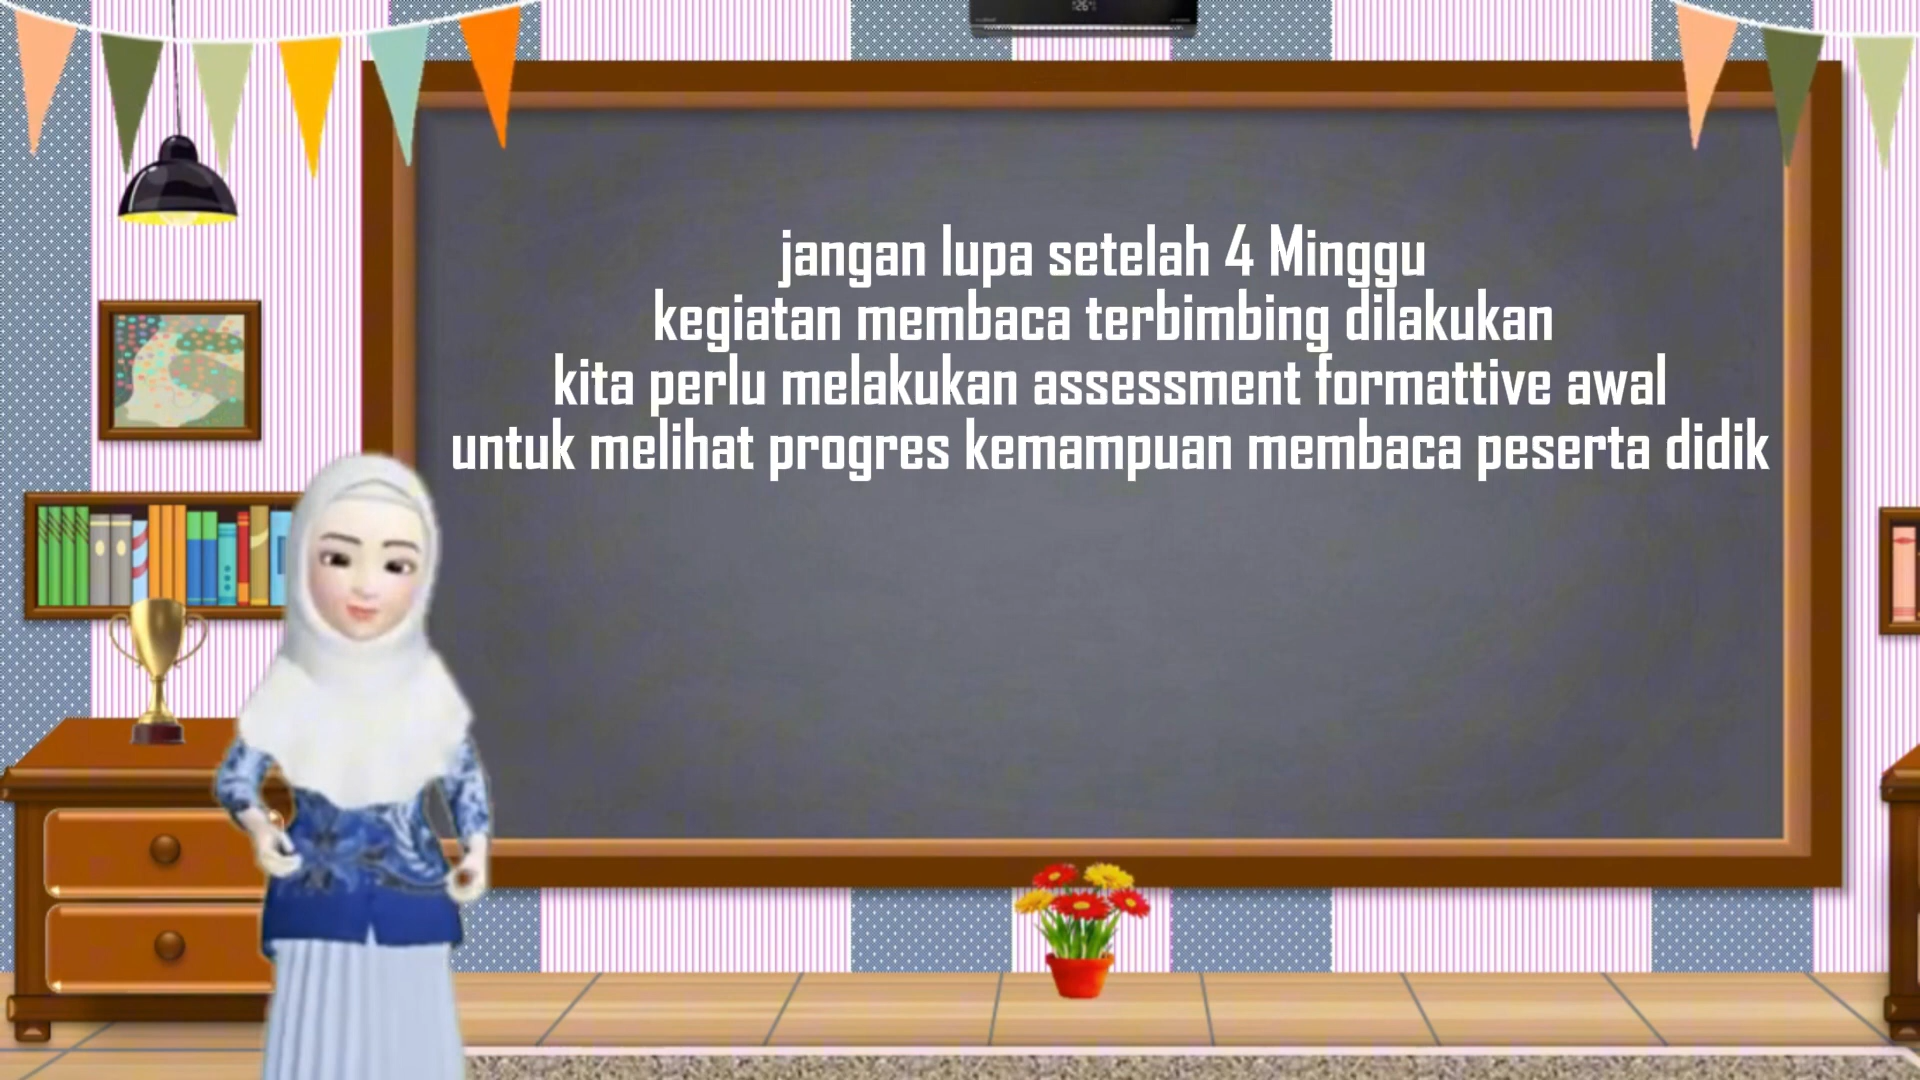 jangan lupa setelah 4 Minggu
kegiatan membaca terbimbing dilakukan
kita perlu melakukan assessment formattive awal
untuk melihat progres kemampuan membaca peserta didik